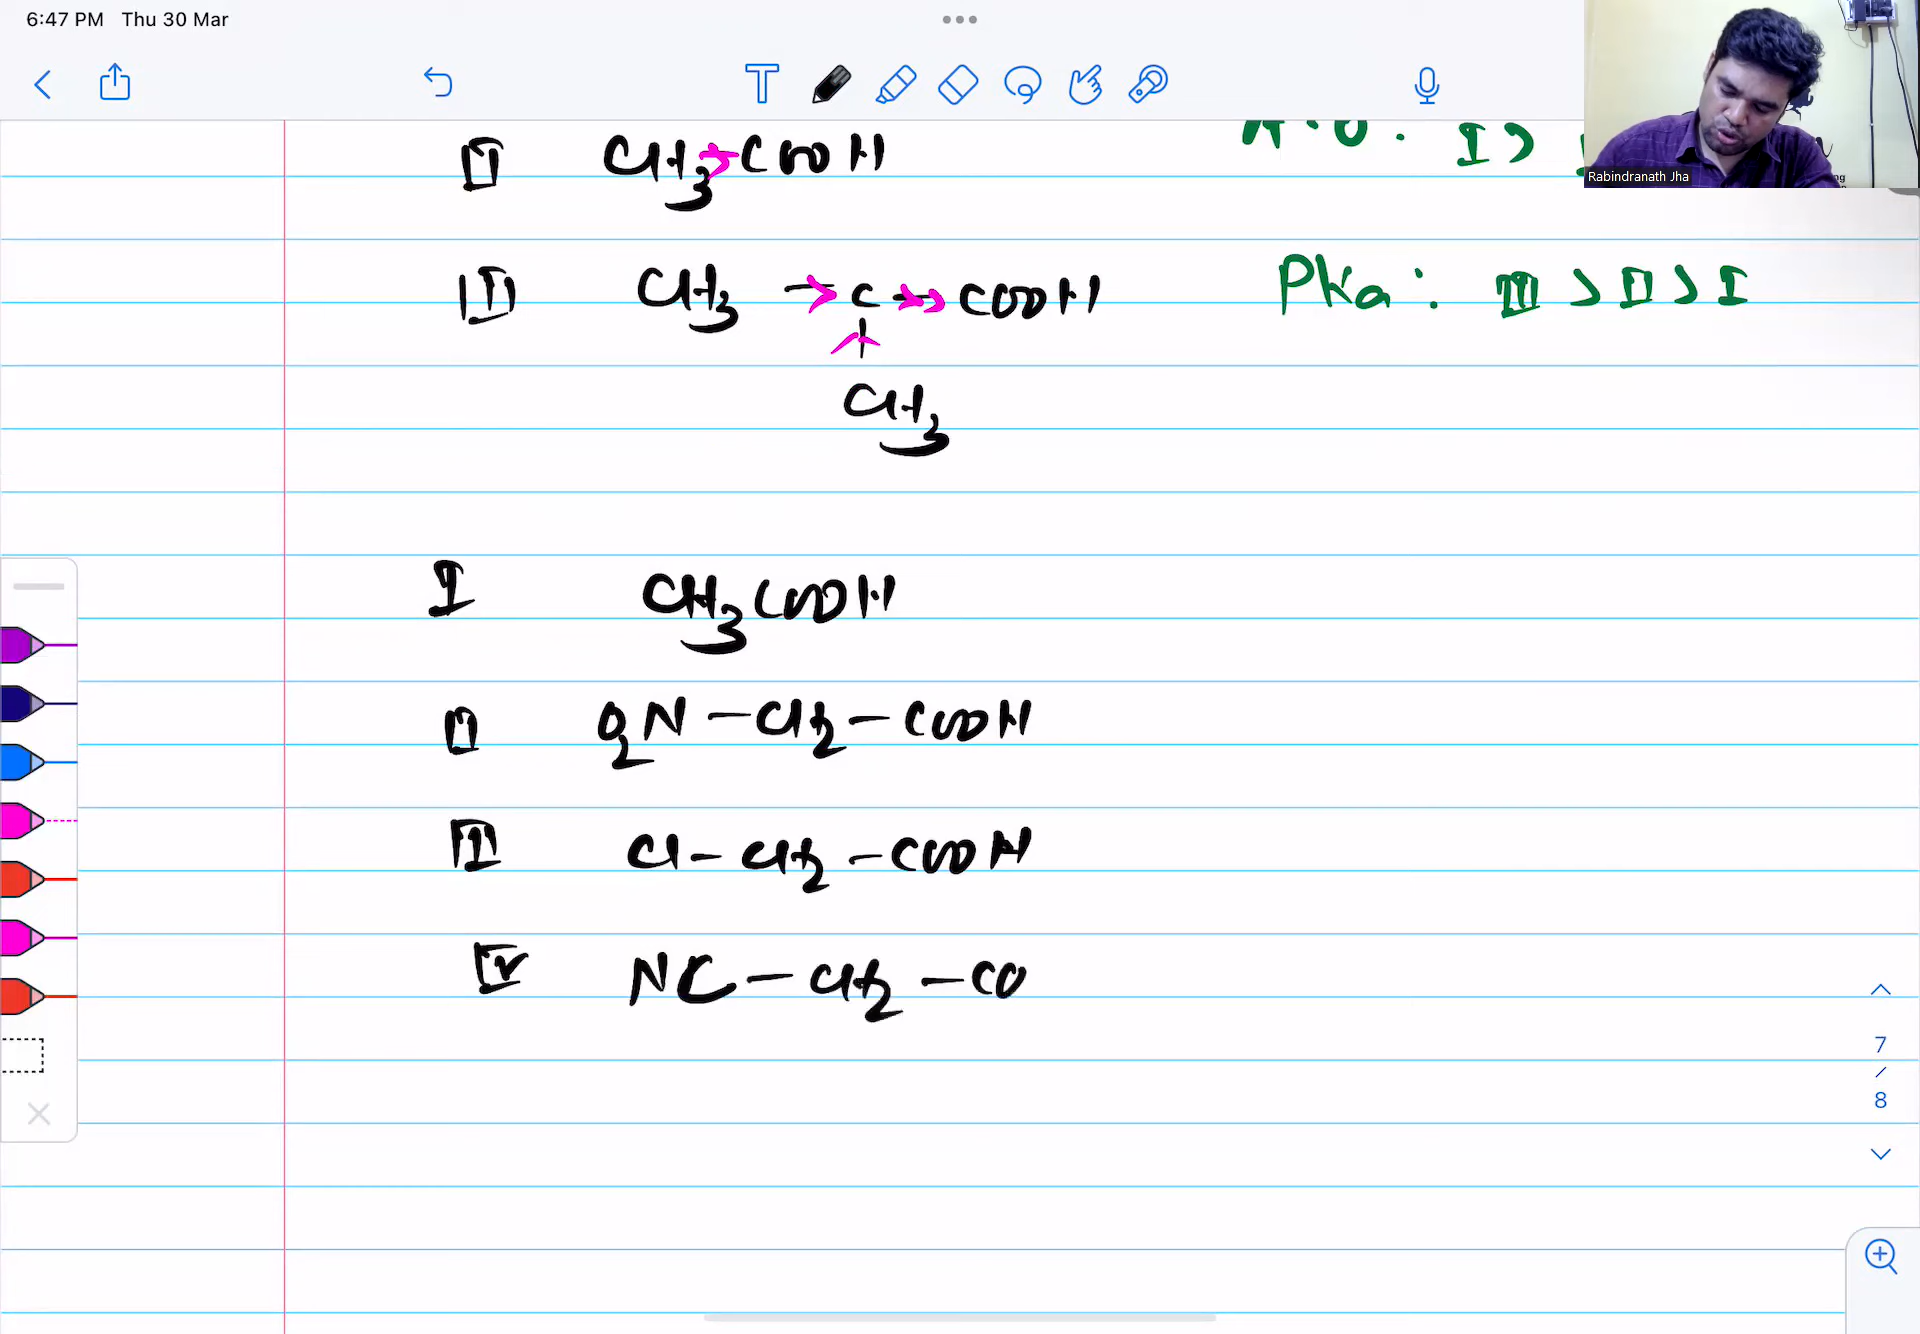 6:47 PM Thu 30 Mar
Rabindranath Jha
II CH3 COOH
I >
III CH3 - C - COOH
CH3
PKa : III > II > I
I CH3COOH
II O2N - CH2 - COOH
III Cl - CH2 - COOH
IV NC - CH2 - CO
7
/
8